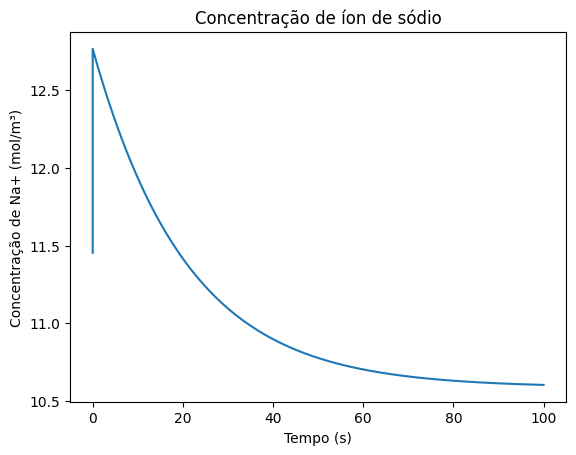 Concentração de íon de sódio
Concentração de Na+ (mol/m³)
12.5
12.0
11.5
11.0
10.5
0 20 40 60 80 100
Tempo (s)